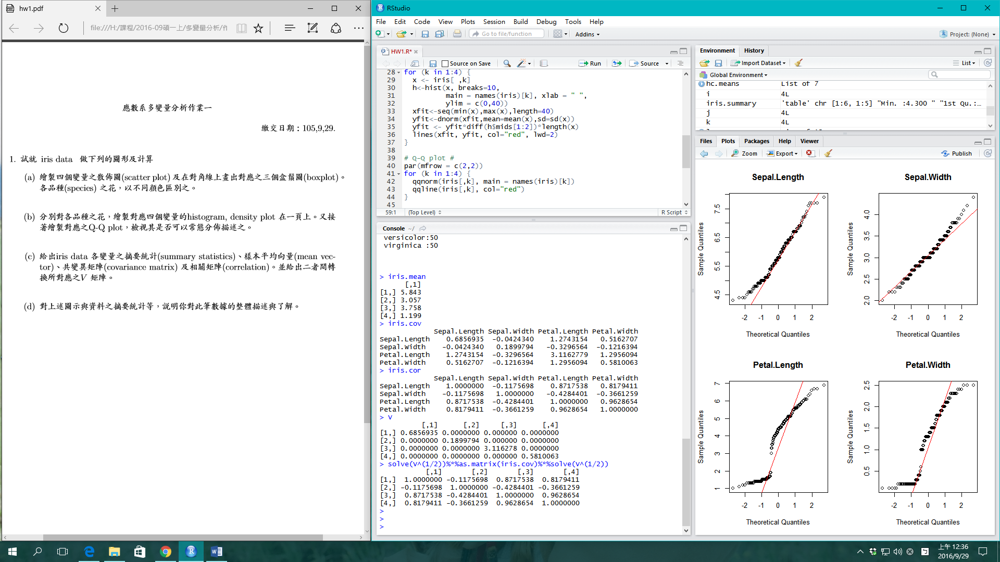 hw1.pdf
file:///H:/課程/2016-09碩一上/多變量分析/作
應數系多變量分析作業一
繳交日期：105,9,29.
1. 試就 iris data 做下列的圖形及計算
(a) 繪製四個變量之散佈圖(scatter plot) 及在對角線上畫出對應之三個盒鬚圖(boxplot)。
各品種(species) 之花，以不同顏色區別之。
(b) 分別對各品種之花，繪製對應四個變量的histogram, density plot 在一頁上。又接
著繪製對應之Q-Q plot，檢視其是否可以常態分佈描述之。
(c) 給出iris data 各變量之摘要統計(summary statistics)、樣本平均向量(mean vec-
tor)、共變異矩陣(covariance matrix) 及相關矩陣(correlation)。並給出二者間轉
換所對應之V 矩陣。
(d) 對上述圖示與資料之摘要統計等，說明你對此筆數據的整體描述與了解。
RStudio
File Edit Code View Plots Session Build Debug Tools Help
Go to file/function
Addins
Project: (None)
HW1.R*
Source on Save
Run
Source
28 for (k in 1:4) {
29 x <- iris[ ,k]
30 h<-hist(x, breaks=10,
31 main = names(iris)[k], xlab = " ",
32 ylim = c(0,40))
33 xfit<-seq(min(x),max(x),length=40)
34 yfit<-dnorm(xfit,mean=mean(x),sd=sd(x))
35 yfit <- yfit*diff(h$mids[1:2])*length(x)
36 lines(xfit, yfit, col="red", lwd=2)
37 }
38
39 # Q-Q plot #
40 par(mfrow = c(2,2))
41 for (k in 1:4) {
42 qqnorm(iris[,k], main = names(iris)[k])
43 qqline(iris[,k], col="red")
44 }
45
59:1 (Top Level) R Script
Console ~/
versicolor:50
virginica :50
> iris.mean
[,1]
[1,] 5.843
[2,] 3.057
[3,] 3.758
[4,] 1.199
> iris.cov
Sepal.Length Sepal.Width Petal.Length Petal.Width
Sepal.Length 0.6856935 -0.0424340 1.2743154 0.5162707
Sepal.Width -0.0424340 0.1899794 -0.3296564 -0.1216394
Petal.Length 1.2743154 -0.3296564 3.1162779 1.2956094
Petal.Width 0.5162707 -0.1216394 1.2956094 0.5810063
> iris.cor
Sepal.Length Sepal.Width Petal.Length Petal.Width
Sepal.Length 1.0000000 -0.1175698 0.8717538 0.8179411
Sepal.Width -0.1175698 1.0000000 -0.4284401 -0.3661259
Petal.Length 0.8717538 -0.4284401 1.0000000 0.9628654
Petal.Width 0.8179411 -0.3661259 0.9628654 1.0000000
> V
[,1] [,2] [,3] [,4]
[1,] 0.6856935 0.0000000 0.000000 0.0000000
[2,] 0.0000000 0.1899794 0.000000 0.0000000
[3,] 0.0000000 0.0000000 3.116278 0.0000000
[4,] 0.0000000 0.0000000 0.000000 0.5810063
> solve(V^(1/2))%*%as.matrix(iris.cov)%*%solve(V^(1/2))
[,1] [,2] [,3] [,4]
[1,] 1.0000000 -0.1175698 0.8717538 0.8179411
[2,] -0.1175698 1.0000000 -0.4284401 -0.3661259
[3,] 0.8717538 -0.4284401 1.0000000 0.9628654
[4,] 0.8179411 -0.3661259 0.9628654 1.0000000
>
>
>
Environment History
Import Dataset List
Global Environment
hc.means List of 7
i 4L
iris.summary 'table' chr [1:6, 1:5] "Min. :4.300 " "1st Qu.:…
j 4L
k 4L
Files Plots Packages Help Viewer
Zoom Export Publish
Sepal.Length
Sample Quantiles
4.5 5.5 6.5 7.5
-2 -1 0 1 2
Theoretical Quantiles
Sepal.Width
Sample Quantiles
2.0 2.5 3.0 3.5 4.0
-2 -1 0 1 2
Theoretical Quantiles
Petal.Length
Sample Quantiles
1 2 3 4 5 6 7
-2 -1 0 1 2
Theoretical Quantiles
Petal.Width
Sample Quantiles
0.5 1.0 1.5 2.0 2.5
-2 -1 0 1 2
Theoretical Quantiles
上午 12:36
2016/9/29